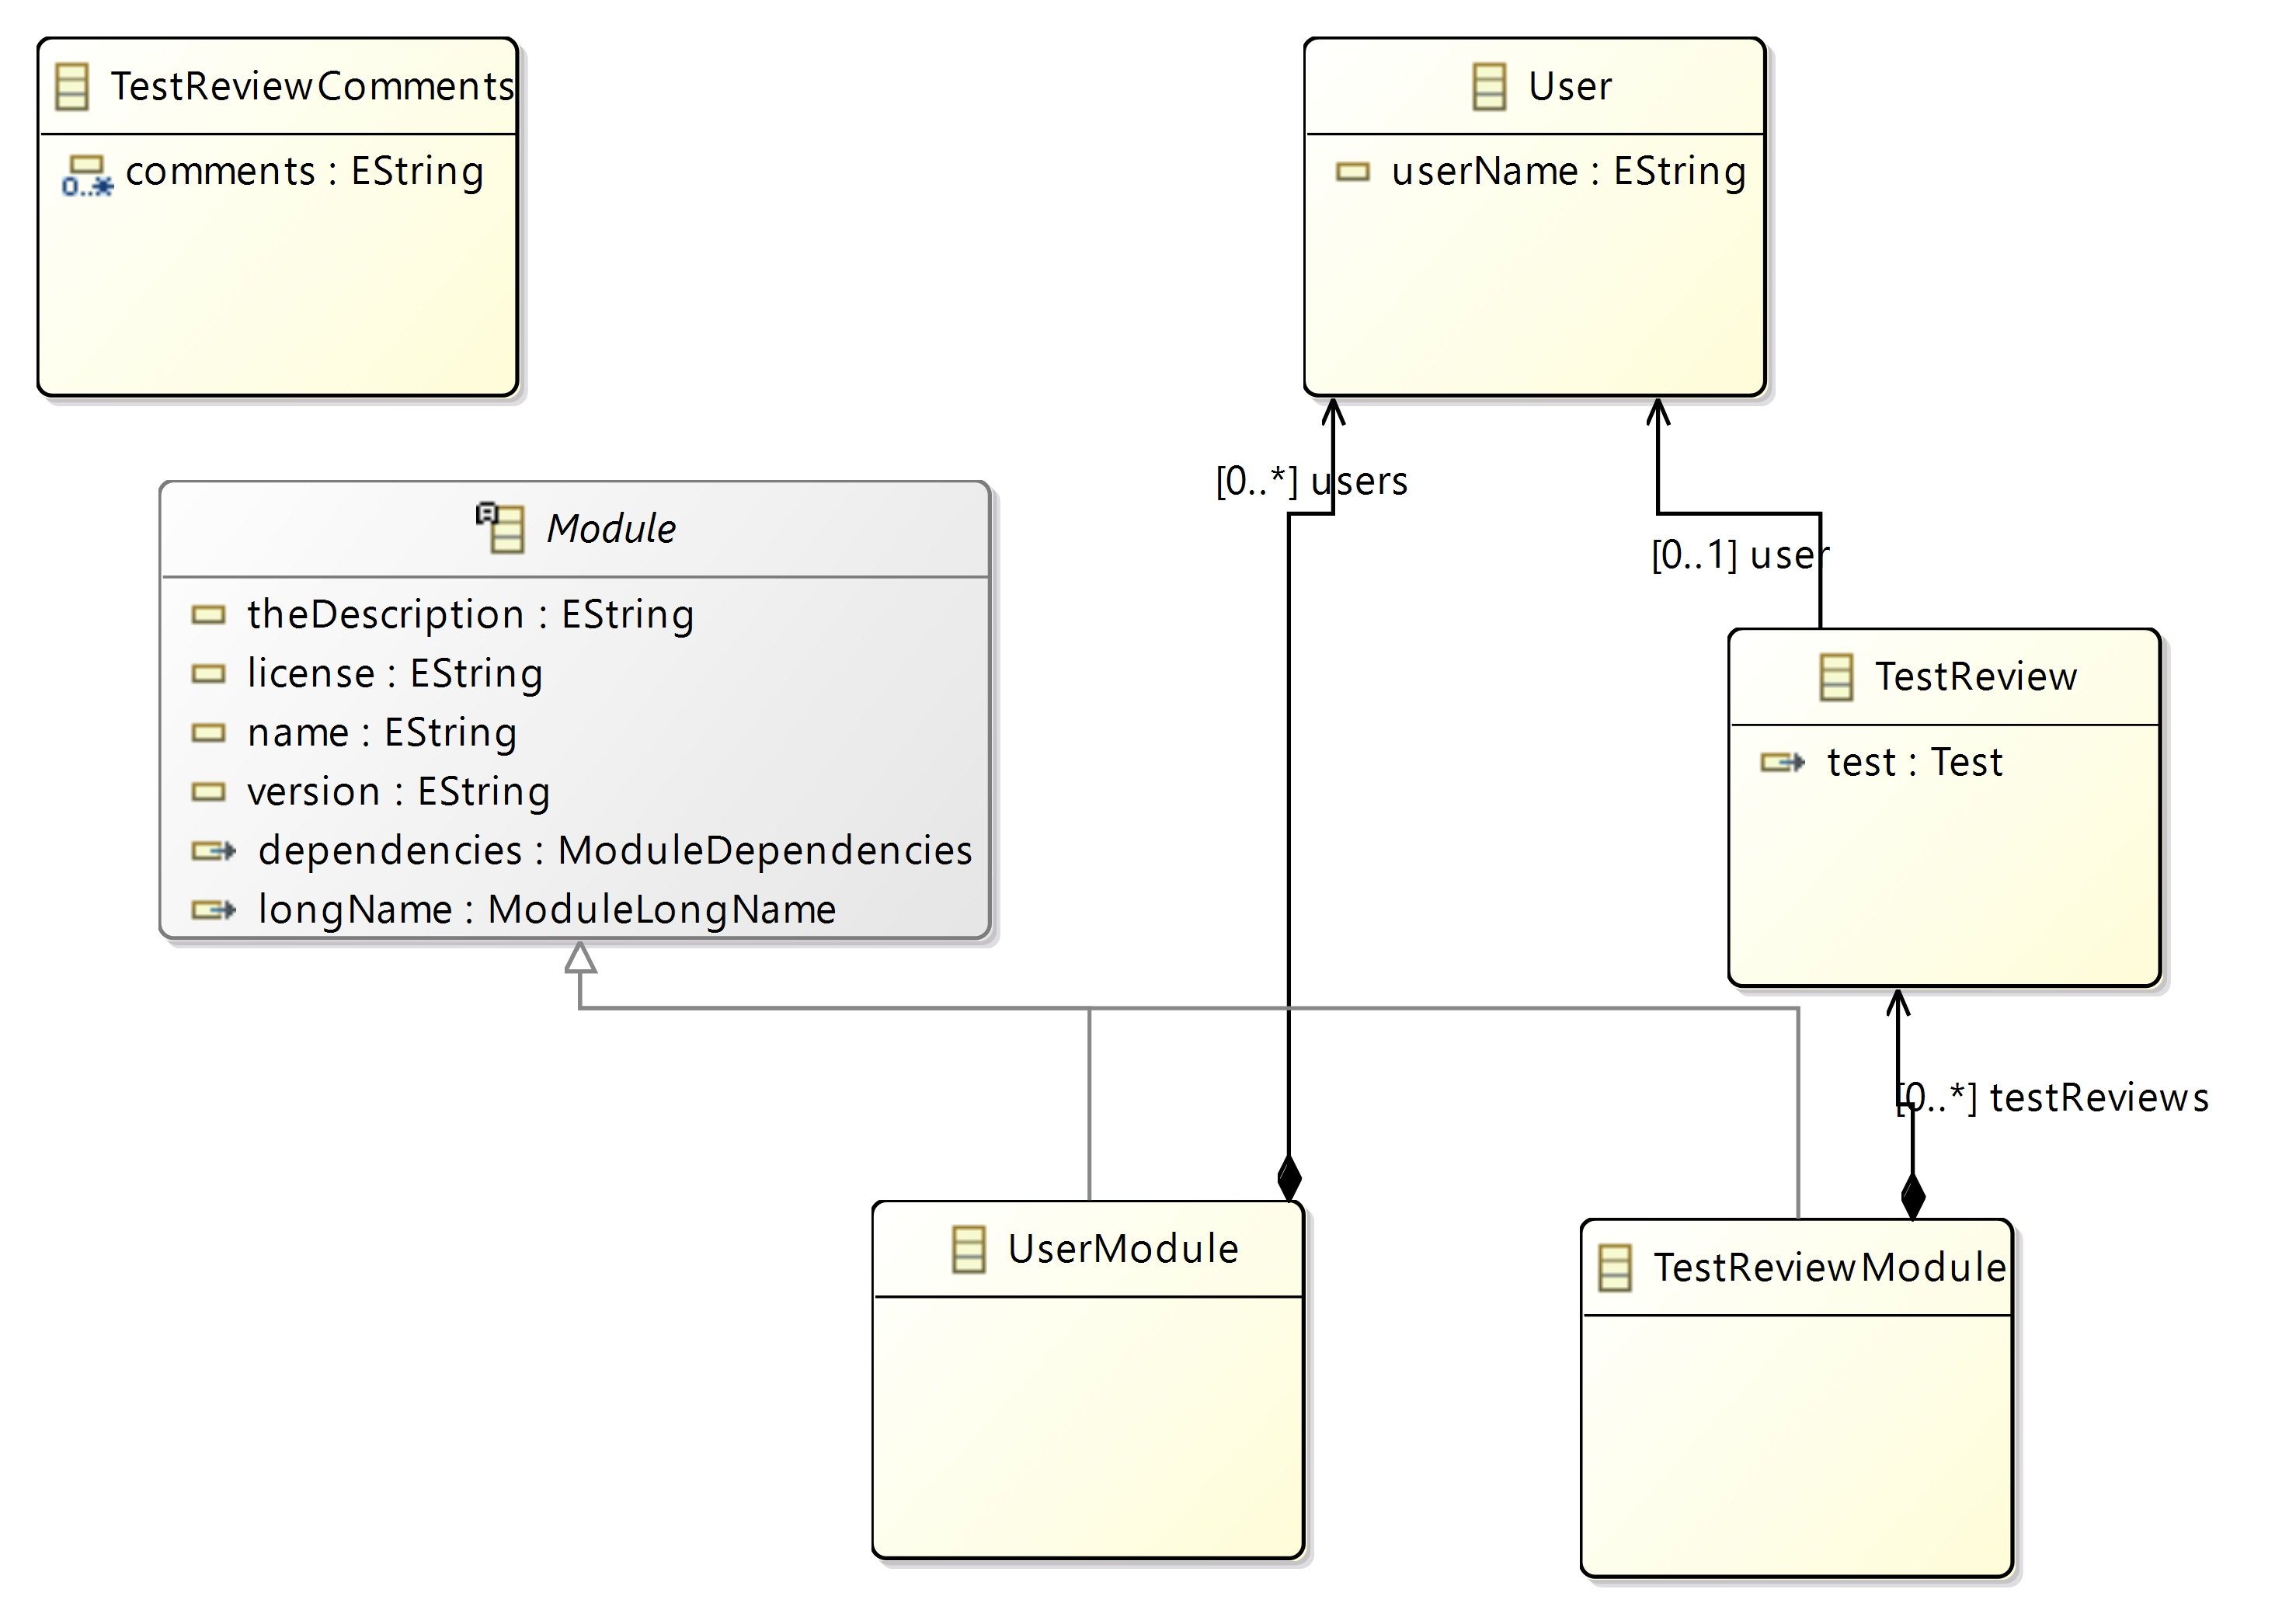 TestReviewComments
0..*
comments : EString
User
userName : EString
[0..*] users
[0..1] user
Module
theDescription : EString
license : EString
name : EString
version : EString
dependencies : ModuleDependencies
longName : ModuleLongName
TestReview
test : Test
[0..*] testReviews
UserModule
TestReviewModule